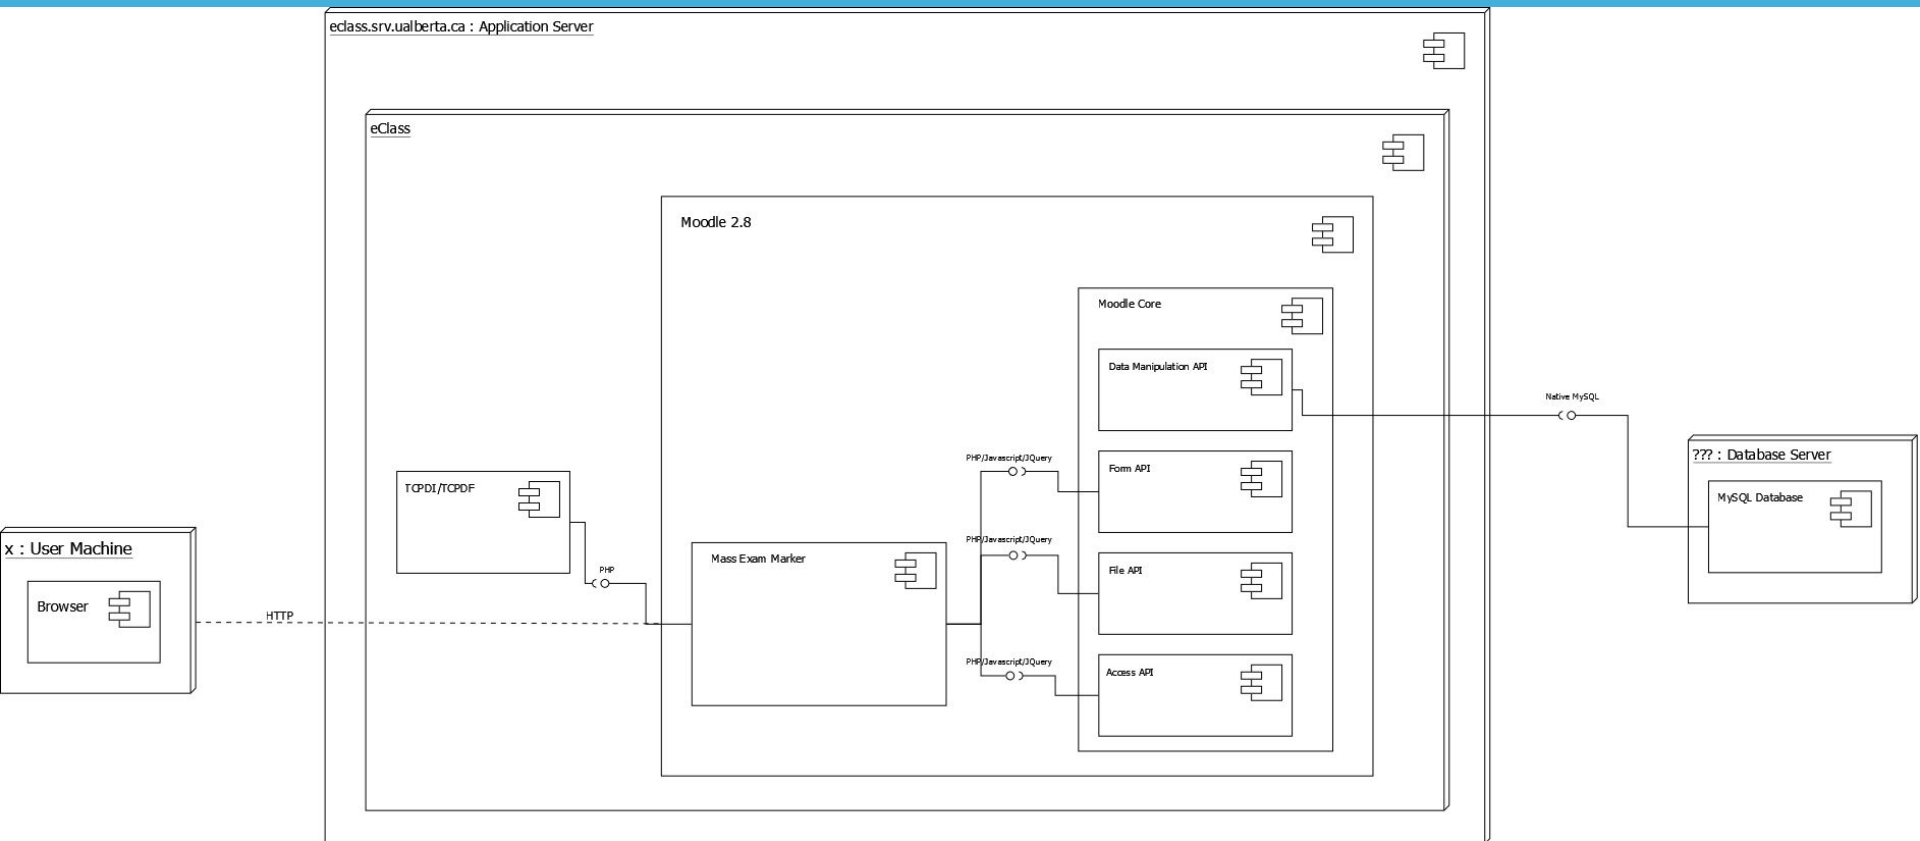 eclass.srv.ualberta.ca : Application Server
eClass
Moodle 2.8
Moodle Core
Data Manipulation API
Native MySQL
??? : Database Server
PHP/Javascript/JQuery
Form API
TCPDI/TCPDF
MySQL Database
x : User Machine
PHP/Javascript/JQuery
Mass Exam Marker
File API
PHP
Browser
HTTP
PHP/Javascript/JQuery
Access API